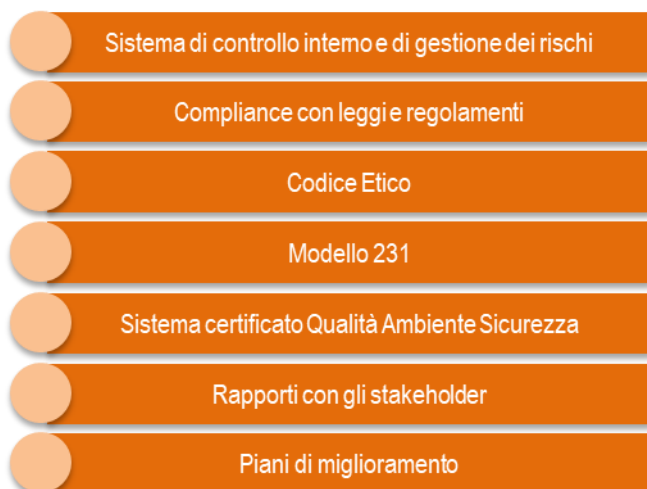 Sistema di controllo interno e di gestione dei rischi
Compliance con leggi e regolamenti
Codice Etico
Modello 231
Sistema certificato Qualità Ambiente Sicurezza
Rapporti con gli stakeholder
Piani di miglioramento